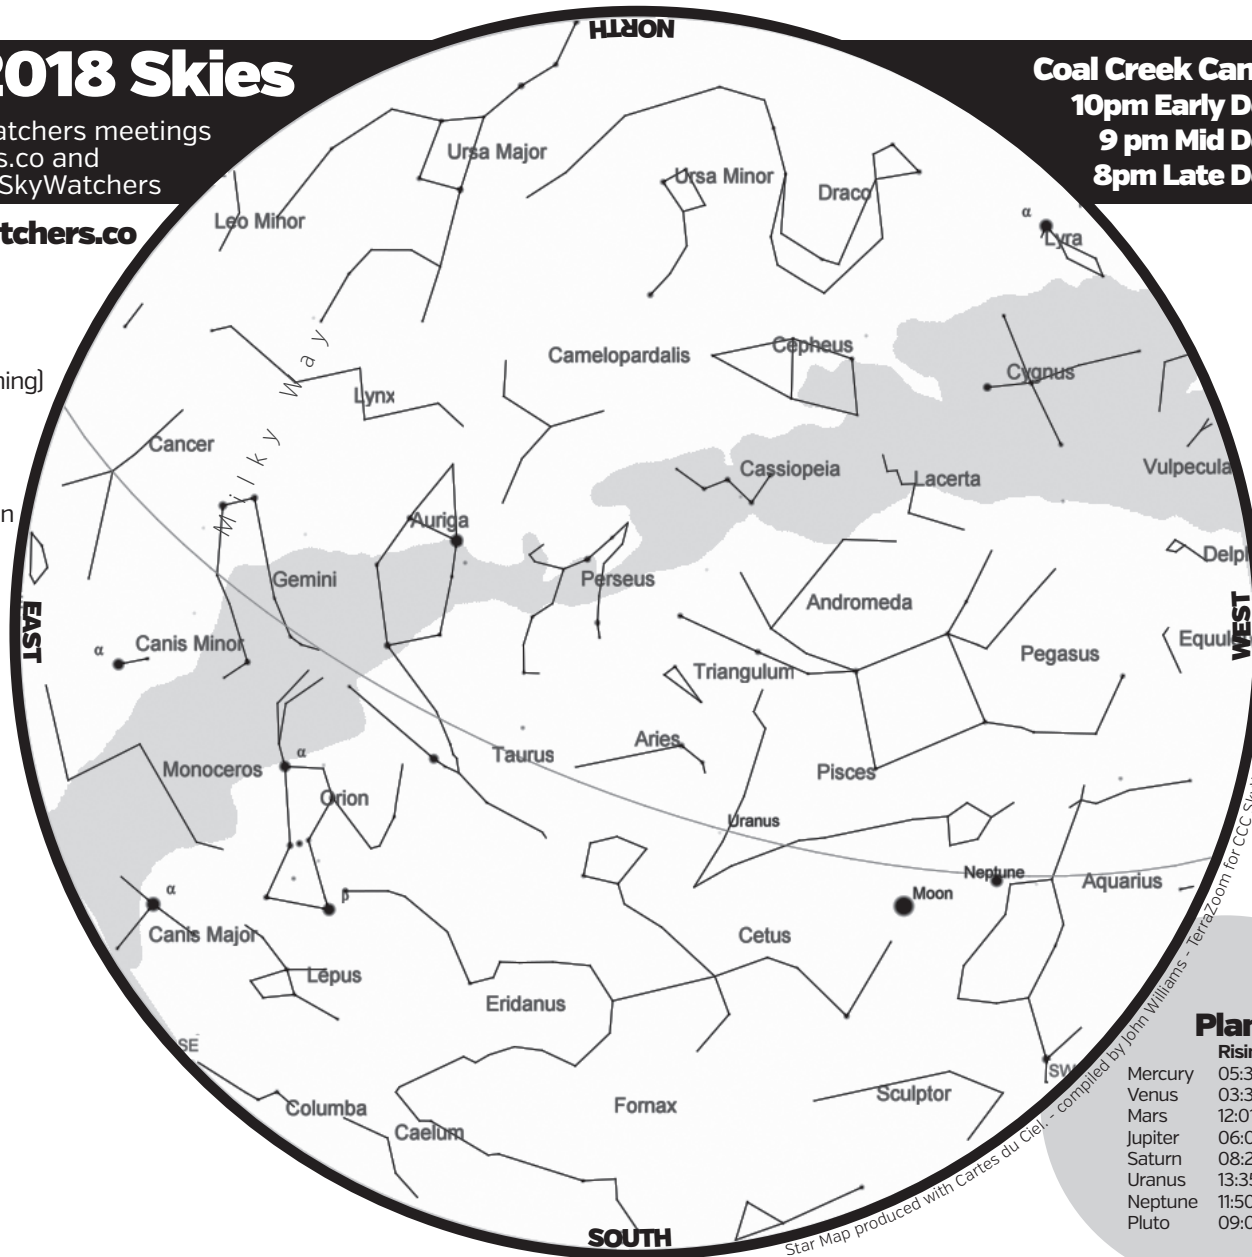 2018 Skies
atchers meetings
s.co and
SkyWatchers
tchers.co
ning)
n
Coal Creek Can
10pm Early D
9 pm Mid D
8pm Late D
NORTH
Ursa Major
Ursa Minor
Draco
Leo Minor
α
Lyra
Camelopardalis
Cepheus
Cygnus
Milky Way
Lynx
Cancer
Cassiopeia
Lacerta
Vulpecula
Auriga
Gemini
Perseus
Andromeda
Delp
EAST
WEST
α
Canis Minor
Triangulum
Pegasus
Equul
Monoceros
α
Taurus
Aries
Pisces
Orion
Uranus
Neptune
Aquarius
α
β
Moon
Canis Major
Cetus
Lepus
Eridanus
SE
SW
Columba
Caelum
Fornax
Sculptor
SOUTH
Star Map produced with Cartes du Ciel. - compiled by John Williams - TerraZoom for CCC
Plan
Risin
Mercury 05:3
Venus 03:3
Mars 12:0
Jupiter 06:0
Saturn 08:2
Uranus 13:35
Neptune 11:50
Pluto 09:0